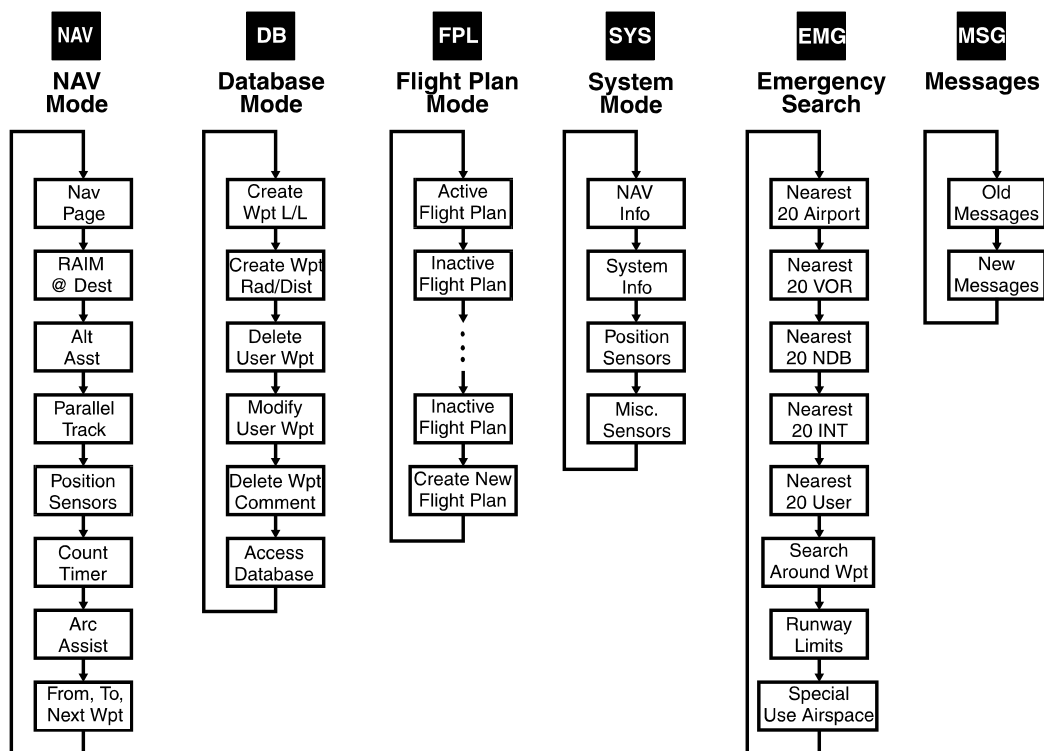 NAV
NAV
Mode
Nav
Page
RAIM
@ Dest
Alt
Asst
Parallel
Track
Position
Sensors
Count
Timer
Arc
Assist
From, To,
Next Wpt
DB
Database
Mode
Create
Wpt L/L
Create Wpt
Rad/Dist
Delete
User Wpt
Modify
User Wpt
Delete Wpt
Comment
Access
Database
FPL
Flight Plan
Mode
Active
Flight Plan
Inactive
Flight Plan
Inactive
Flight Plan
Create New
Flight Plan
SYS
System
Mode
NAV
Info
System
Info
Position
Sensors
Misc.
Sensors
EMG
Emergency
Search
Nearest
20 Airport
Nearest
20 VOR
Nearest
20 NDB
Nearest
20 INT
Nearest
20 User
Search
Around Wpt
Runway
Limits
Special
Use Airspace
MSG
Messages
Old
Messages
New
Messages